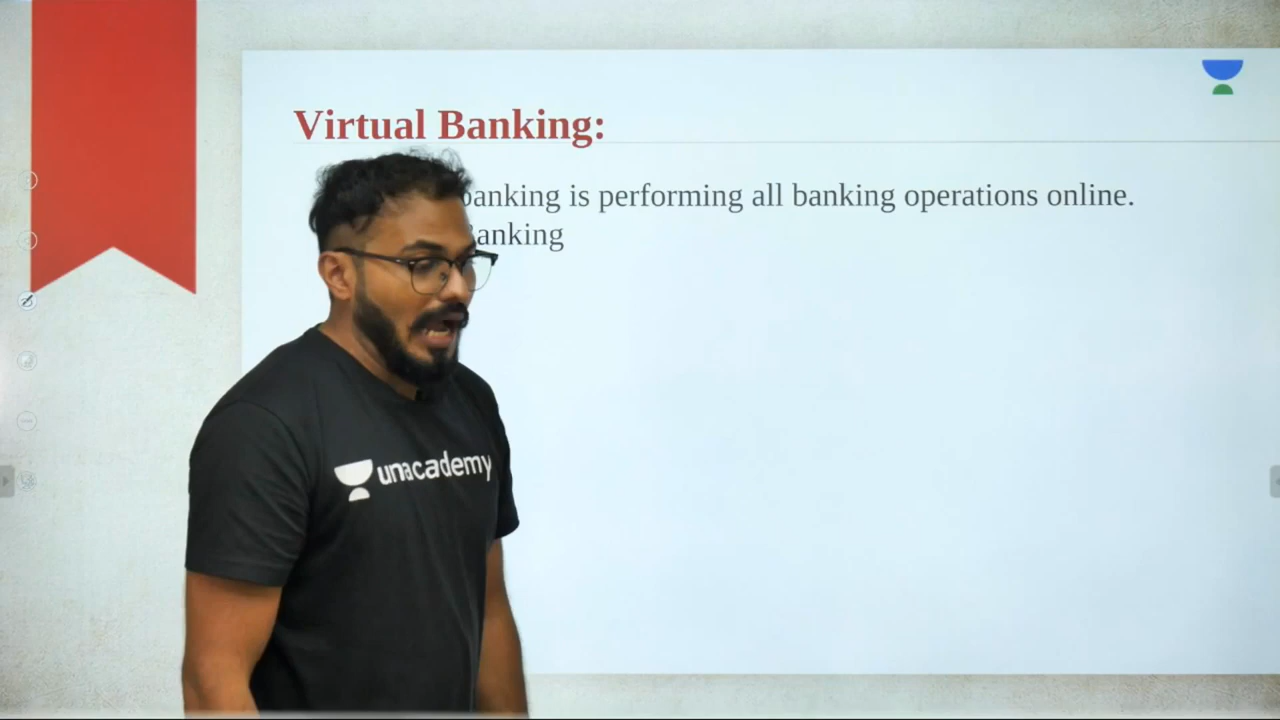 Virtual Banking:
banking is performing all banking operations online.
anking
unacademy